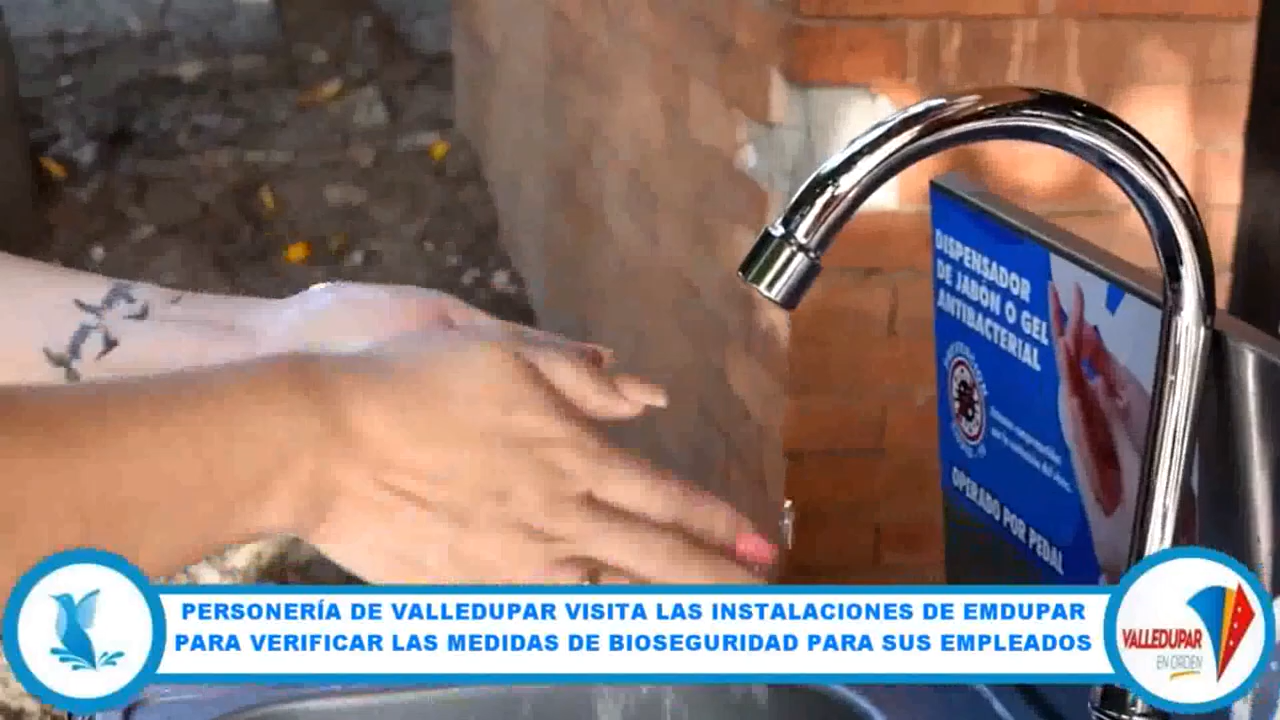 DISPENSADOR
DE JABÓN O GEL
ANTIBACTERIAL
OPERADO POR PEDAL
PERSONERÍA DE VALLEDUPAR VISITA LAS INSTALACIONES DE EMDUPAR
PARA VERIFICAR LAS MEDIDAS DE BIOSEGURIDAD PARA SUS EMPLEADOS
VALLEDUPAR
EN ORDEN